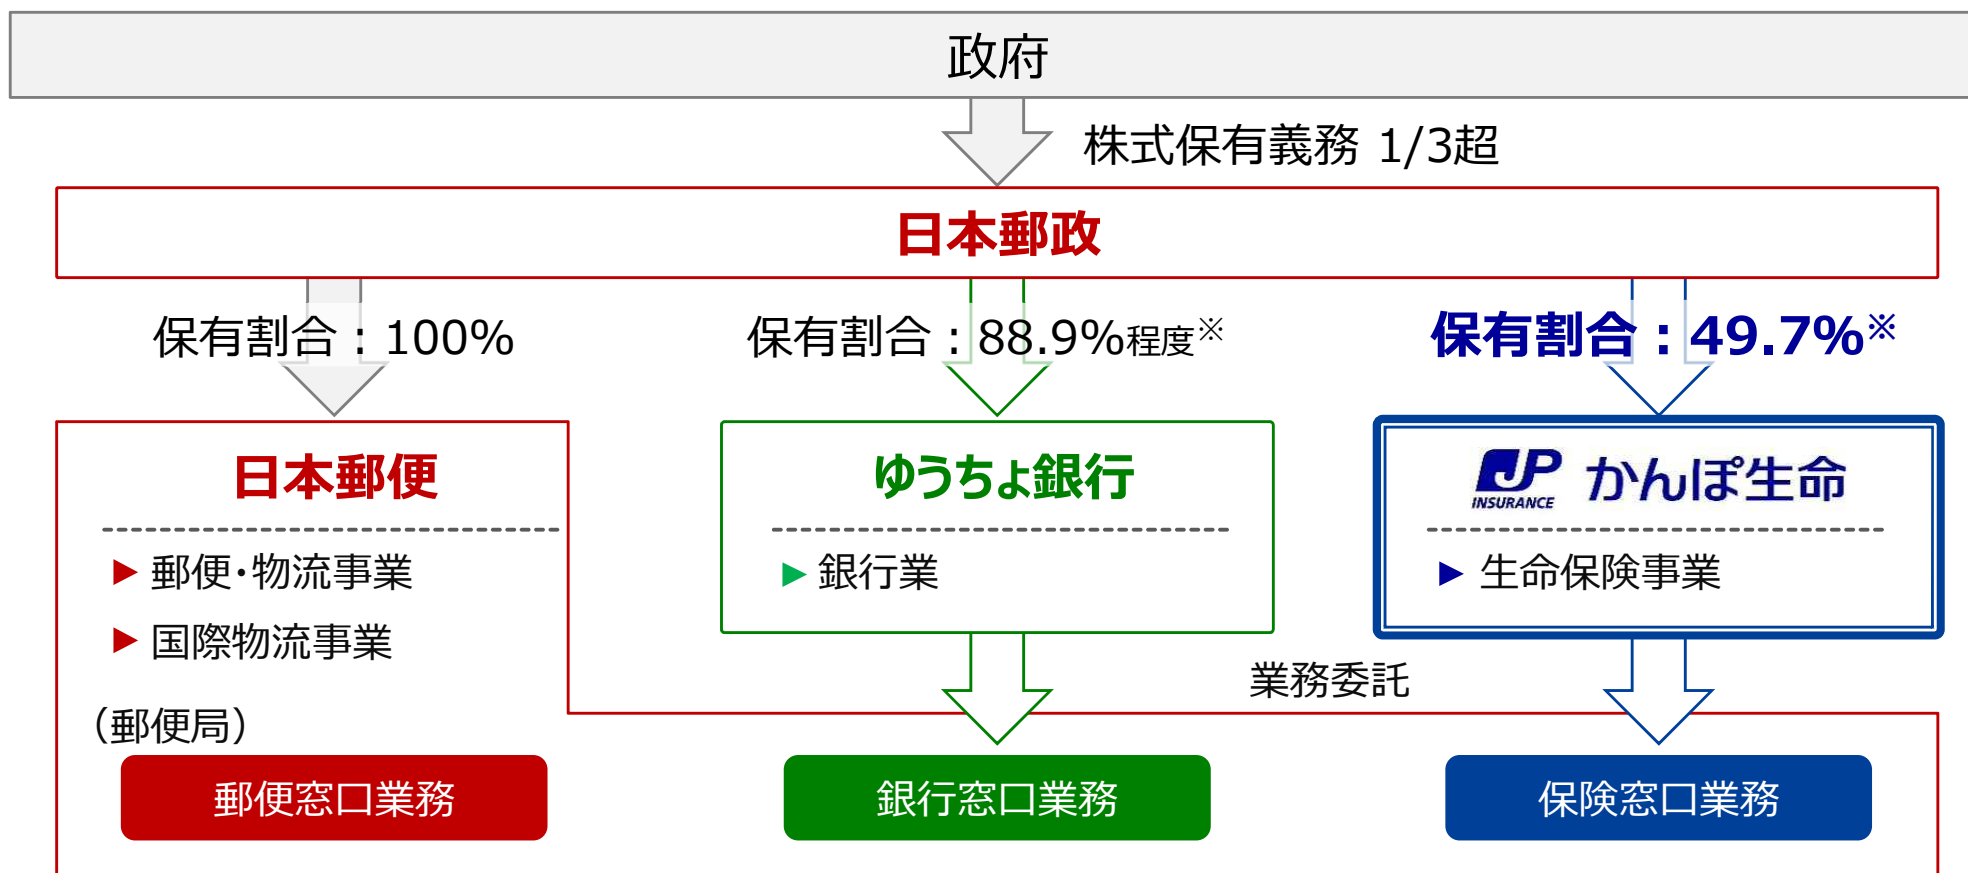 政府
株式保有義務 1/3超
日本郵政
保有割合：100%
保有割合：88.9%程度※
保有割合：49.7%※
日本郵便
► 郵便・物流事業
► 国際物流事業
ゆうちょ銀行
► 銀行業
JP INSURANCE かんぽ生命
► 生命保険事業
業務委託
（郵便局）
郵便窓口業務
銀行窓口業務
保険窓口業務